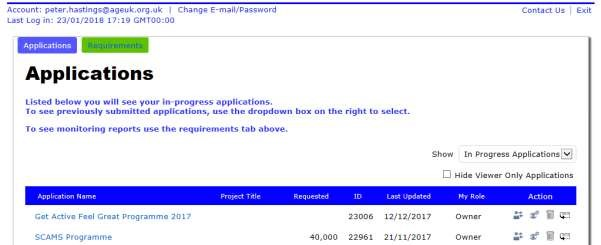 Account: peter.hastings@ageuk.org.uk | Change E-mail/Password Contact Us | Exit
Last Log in: 23/01/2018 17:19 GMT00:00
Applications Requirements
Applications
Listed below you will see your in-progress applications.
To see previously submitted applications, use the dropdown box on the right to select.
To see monitoring reports use the requirements tab above.
Show In Progress Applications
Hide Viewer Only Applications
Application Name Project Title Requested ID Last Updated My Role Action
Get Active Feel Great Programme 2017 23006 12/12/2017 Owner
SCAMS Programme 40,000 22961 21/11/2017 Owner